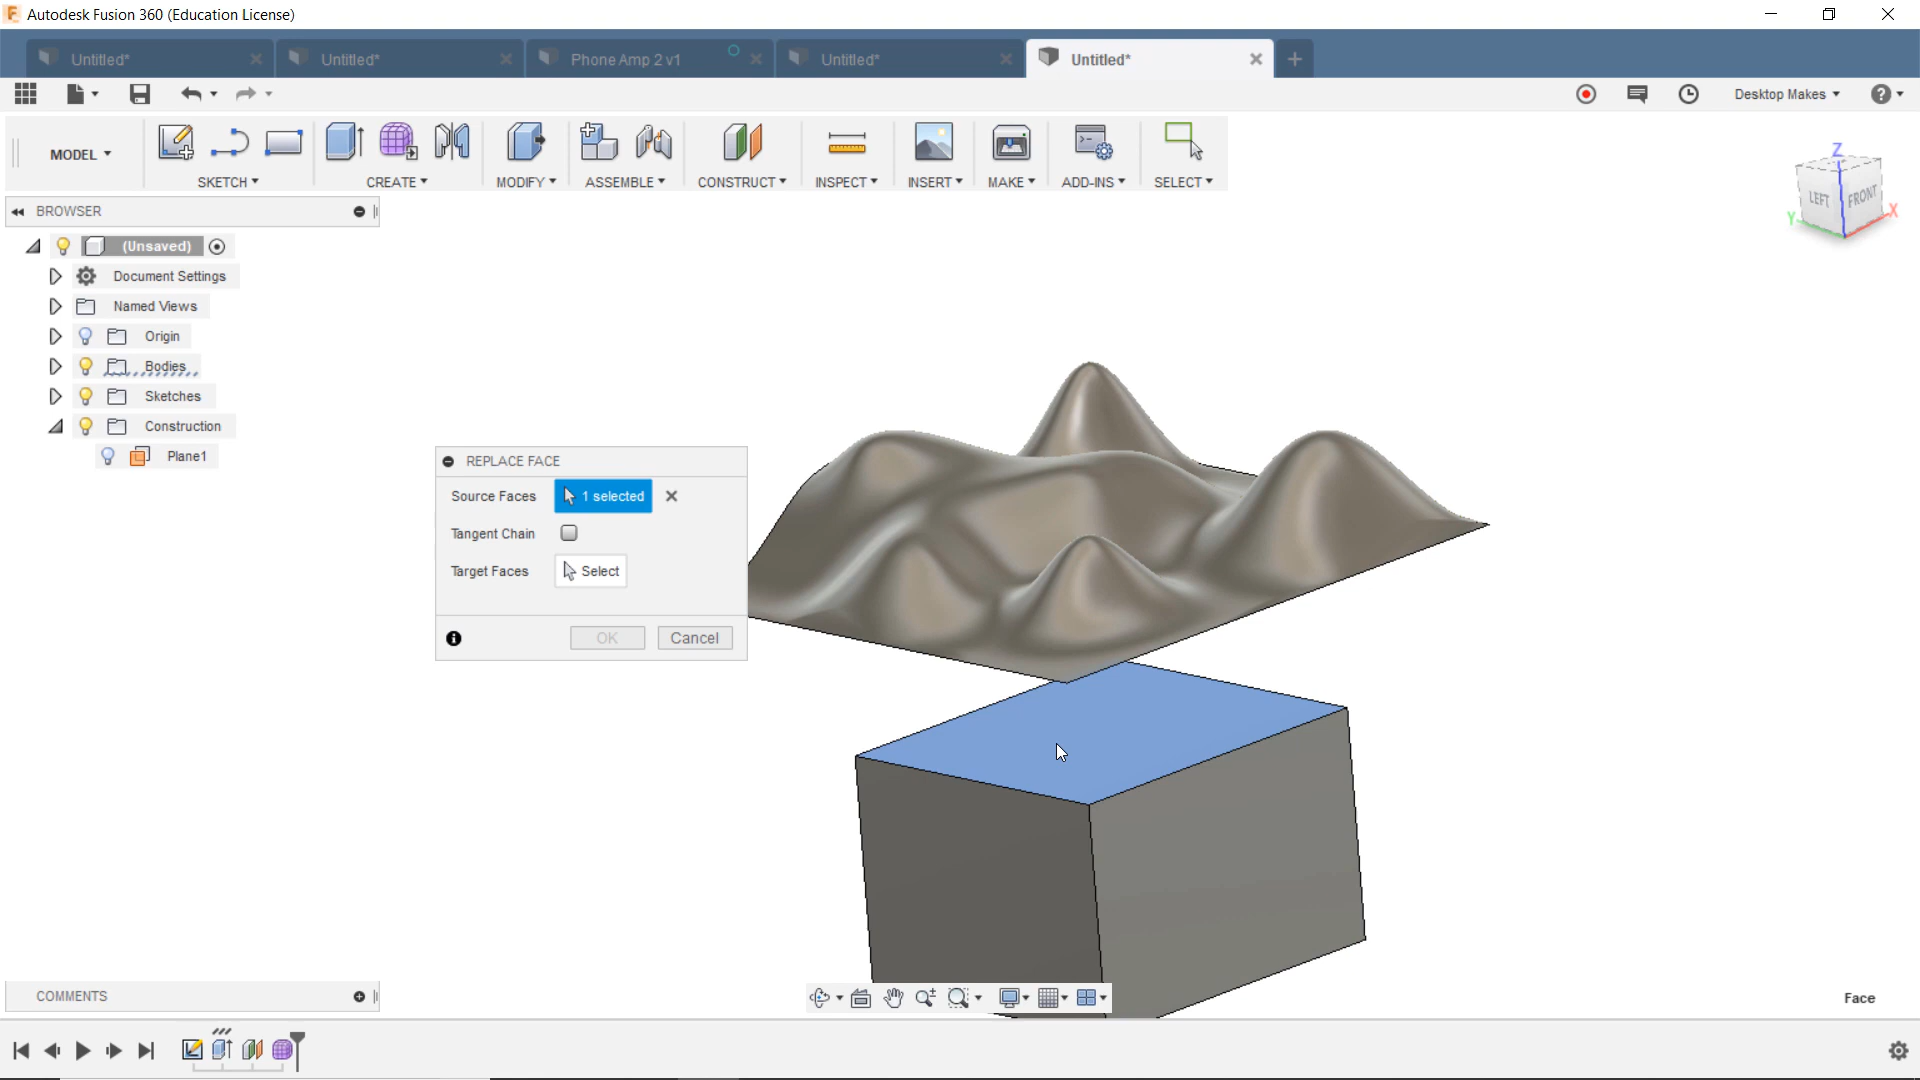 Autodesk Fusion 360 (Education License)
Untitled*
Untitled*
Phone Amp 2 v1
Untitled*
Untitled*
Desktop Makes
MODEL
SKETCH
CREATE
MODIFY
ASSEMBLE
CONSTRUCT
INSPECT
INSERT
MAKE
ADD-INS
SELECT
Z
LEFT
FRONT
Y
X
BROWSER
(Unsaved)
Document Settings
Named Views
Origin
Bodies
Sketches
Construction
Plane1
REPLACE FACE
Source Faces
1 selected
Tangent Chain
Target Faces
Select
OK
Cancel
COMMENTS
Face